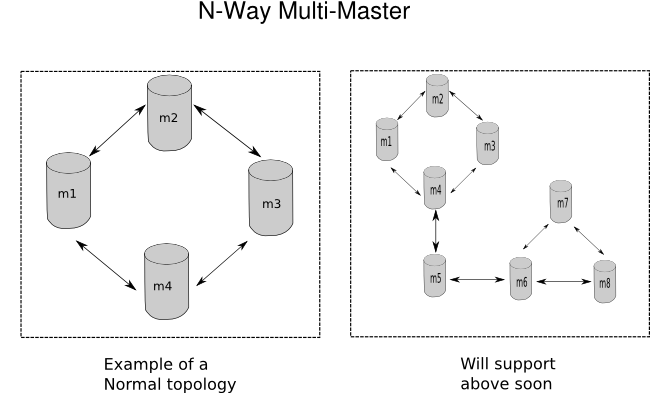 N-Way Multi-Master
m2
m1
m3
m4
m2
m1
m3
m4
m7
m5
m6
m8
Example of a
Normal topology
Will support
above soon